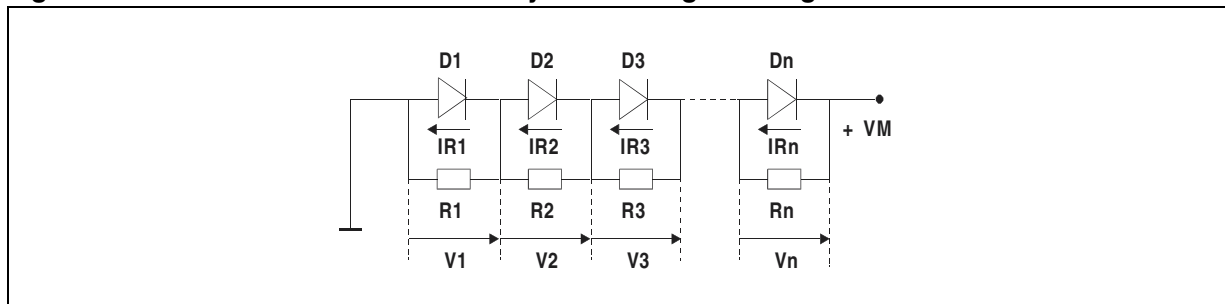 D1 D2 D3 Dn
IR1 IR2 IR3 IRn
+ VM
R1 R2 R3 Rn
V1 V2 V3 Vn